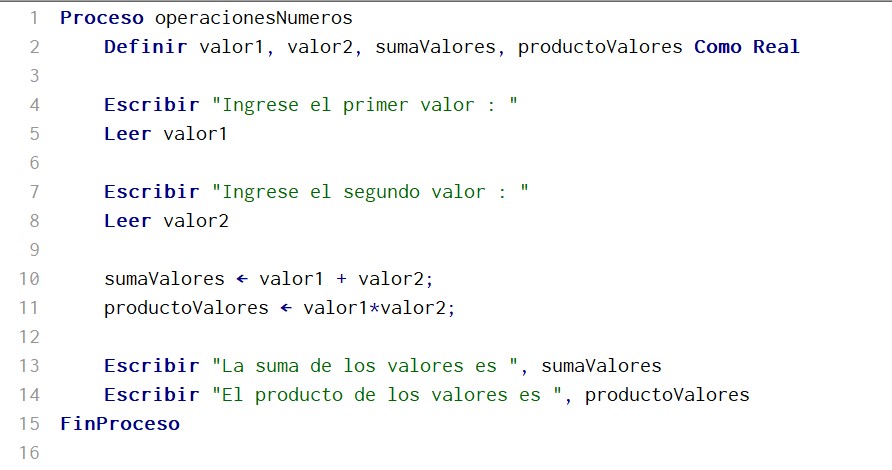 1 Proceso operacionesNumeros
2 Definir valor1, valor2, sumaValores, productoValores Como Real
3
4 Escribir "Ingrese el primer valor : "
5 Leer valor1
6
7 Escribir "Ingrese el segundo valor : "
8 Leer valor2
9
10 sumaValores ← valor1 + valor2;
11 productoValores ← valor1*valor2;
12
13 Escribir "La suma de los valores es ", sumaValores
14 Escribir "El producto de los valores es ", productoValores
15 FinProceso
16